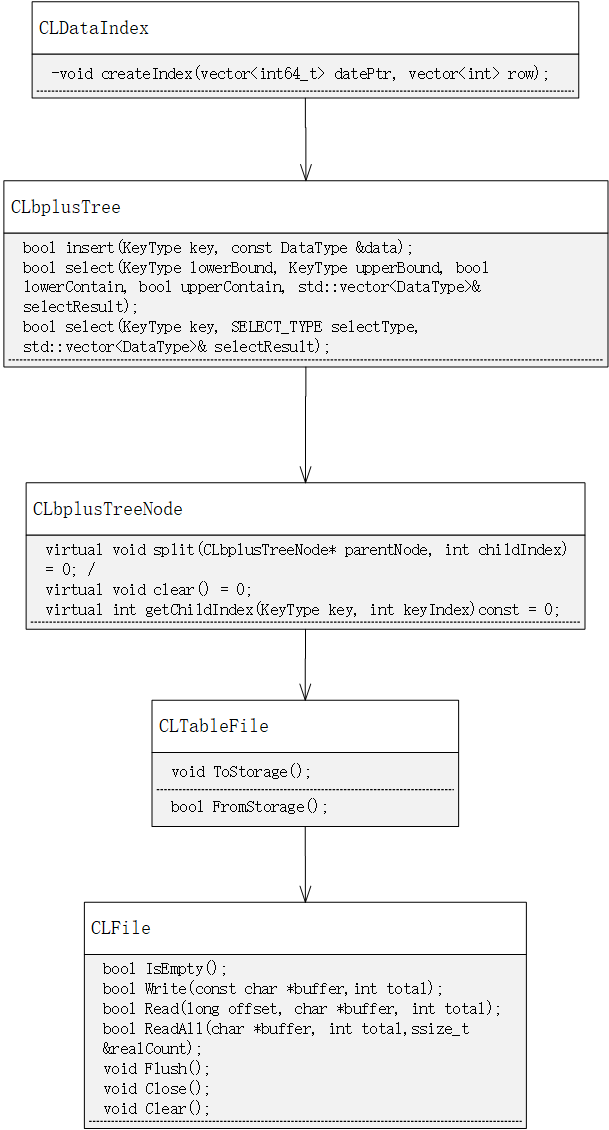 CLDataIndex
-void createIndex(vector<int64_t> datePtr, vector<int> row);
CLbplusTree
bool insert(KeyType key, const DataType &data);
bool select(KeyType lowerBound, KeyType upperBound, bool
lowerContain, bool upperContain, std::vector<DataType>&
selectResult);
bool select(KeyType key, SELECT_TYPE selectType,
std::vector<DataType>& selectResult);
CLbplusTreeNode
virtual void split(CLbplusTreeNode* parentNode, int childIndex)
= 0; /
virtual void clear() = 0;
virtual int getChildIndex(KeyType key, int keyIndex)const = 0;
CLTableFile
void ToStorage();
bool FromStorage();
CLFile
bool IsEmpty();
bool Write(const char *buffer,int total);
bool Read(long offset, char *buffer, int total);
bool ReadAll(char *buffer, int total,ssize_t
&realCount);
void Flush();
void Close();
void Clear();